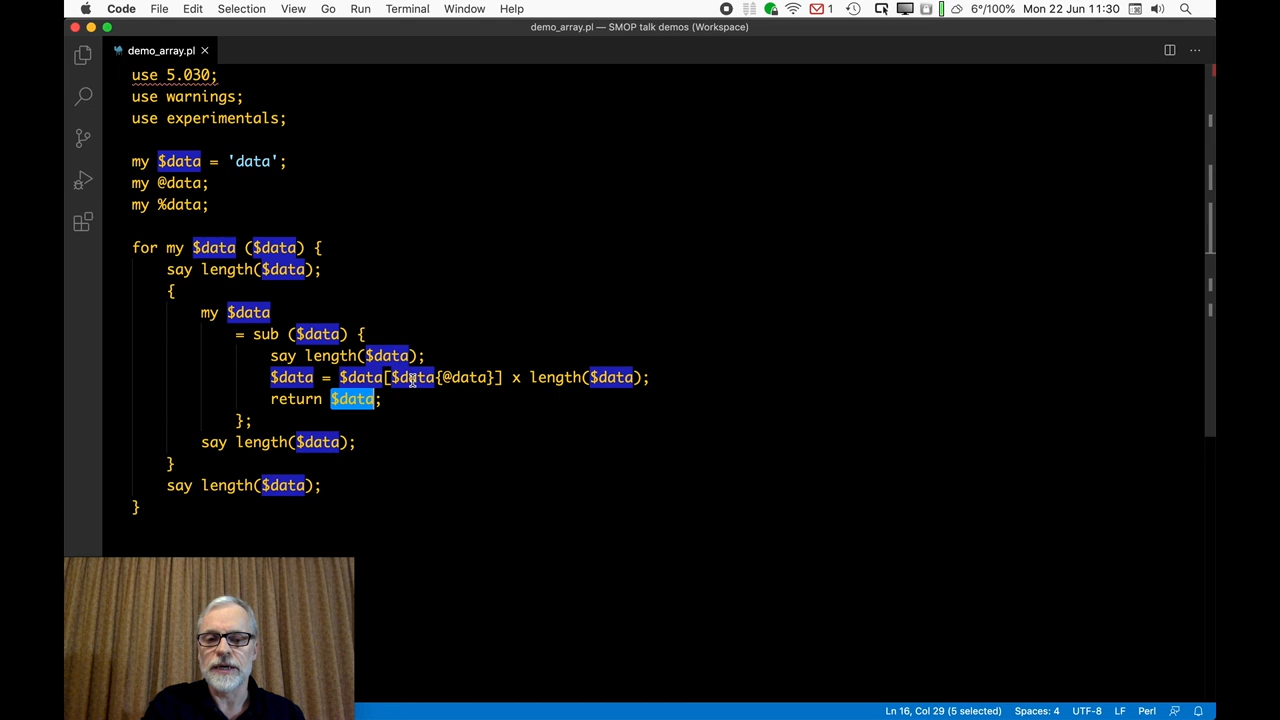 Code File Edit Selection View Go Run Terminal Window Help 1 6°/100% Mon 22 Jun 11:30
demo_array.pl — SMOP talk demos (Workspace)
demo_array.pl
use 5.030;
use warnings;
use experimentals;
my $data = 'data';
my @data;
my %data;
for my $data ($data) {
say length($data);
{
my $data
= sub ($data) {
say length($data);
$data = $data[$data{@data}] x length($data);
return $data;
};
say length($data);
}
say length($data);
}
Ln 16, Col 29 (5 selected) Spaces: 4 UTF-8 LF Perl